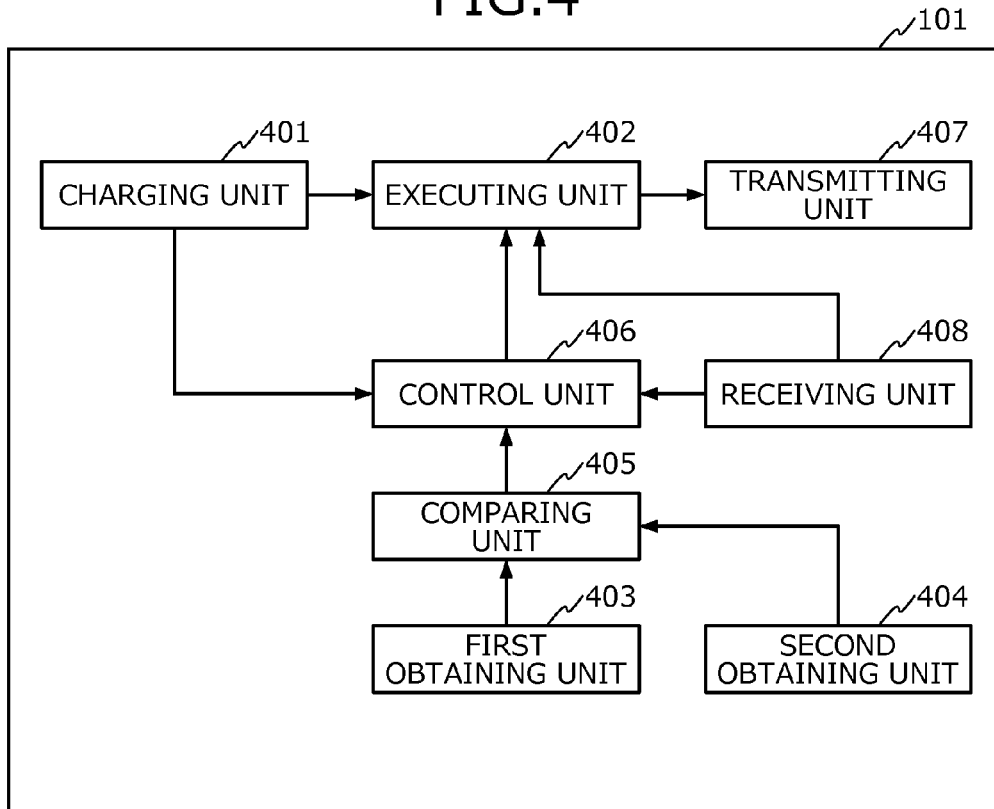 FIG.4
101
401
402
407
CHARGING UNIT
EXECUTING UNIT
TRANSMITTING
UNIT
406
408
CONTROL UNIT
RECEIVING UNIT
405
COMPARING
UNIT
403
404
FIRST
OBTAINING UNIT
SECOND
OBTAINING UNIT